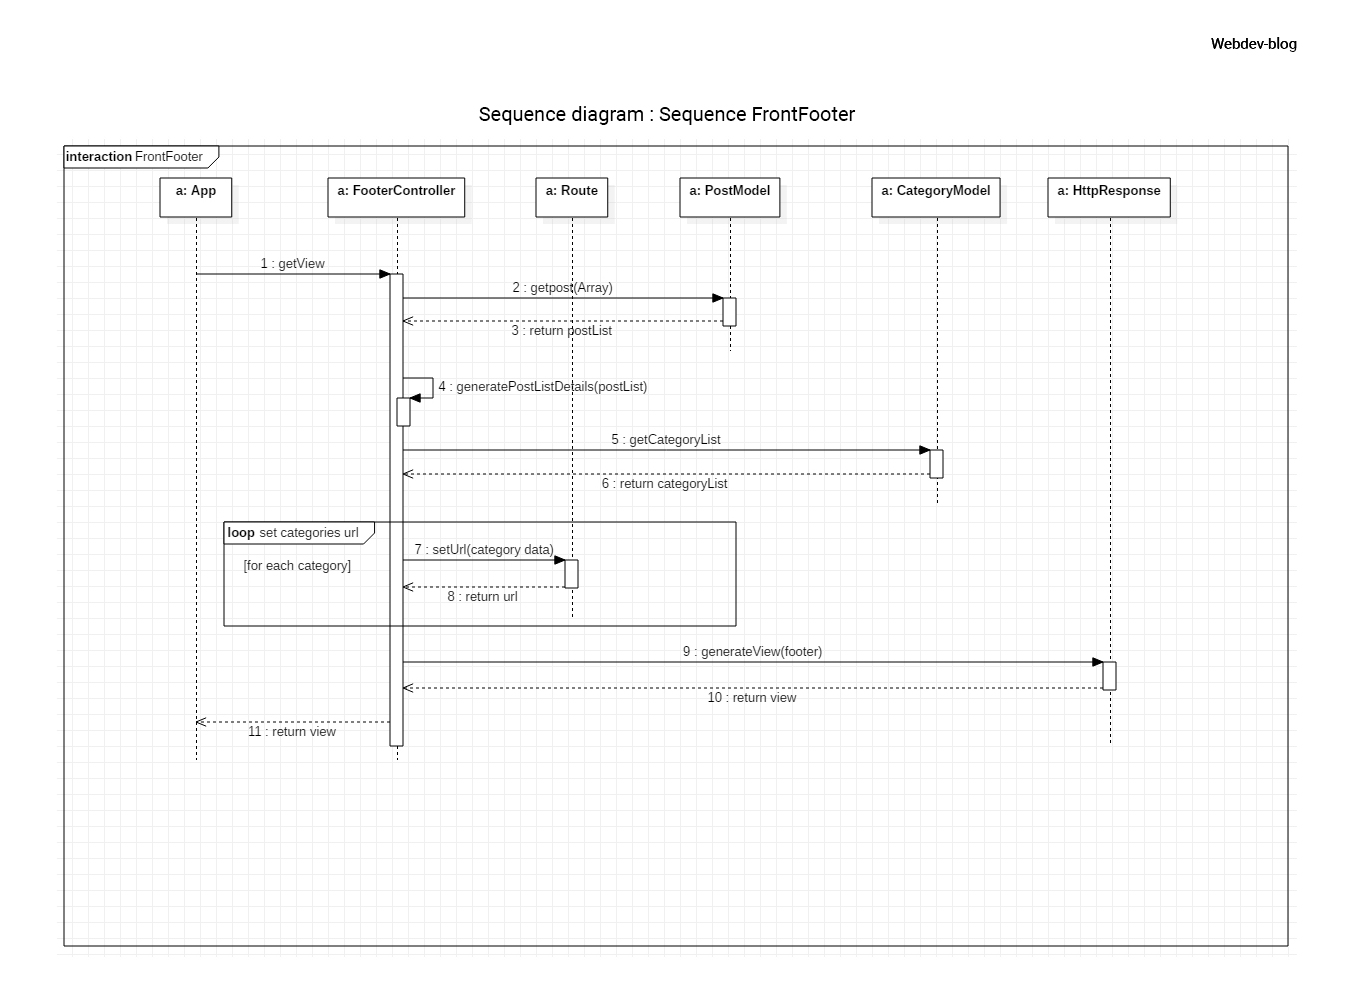 Webdev-blog
Sequence diagram : Sequence FrontFooter
interaction FrontFooter
a: App
a: FooterController
a: Route
a: PostModel
a: CategoryModel
a: HttpResponse
1 : getView
2 : getpost(Array)
3 : return postList
4 : generatePostListDetails(postList)
5 : getCategoryList
6 : return categoryList
loop set categories url
7 : setUrl(category data)
[for each category]
8 : return url
9 : generateView(footer)
10 : return view
11 : return view